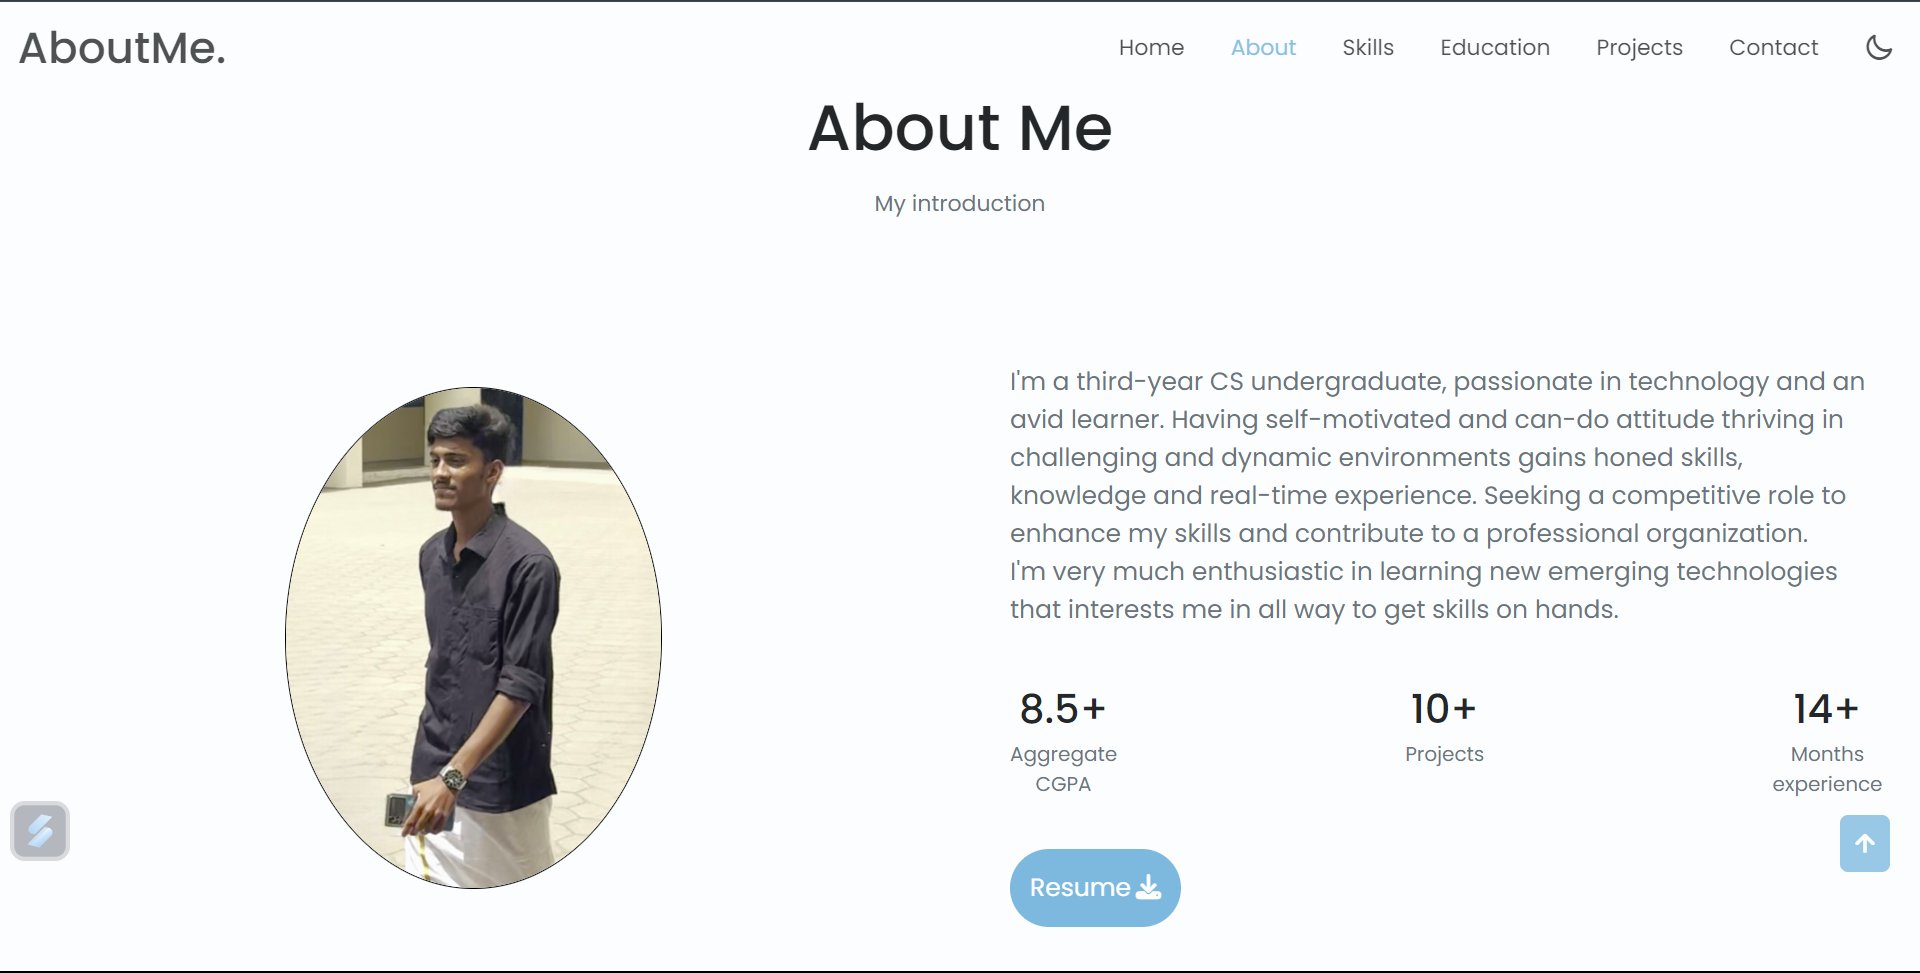 AboutMe.
Home About Skills Education Projects Contact
About Me
My introduction
I'm a third-year CS undergraduate, passionate in technology and an
avid learner. Having self-motivated and can-do attitude thriving in
challenging and dynamic environments gains honed skills,
knowledge and real-time experience. Seeking a competitive role to
enhance my skills and contribute to a professional organization.
I'm very much enthusiastic in learning new emerging technologies
that interests me in all way to get skills on hands.
8.5+
Aggregate
CGPA
10+
Projects
14+
Months
experience
Resume